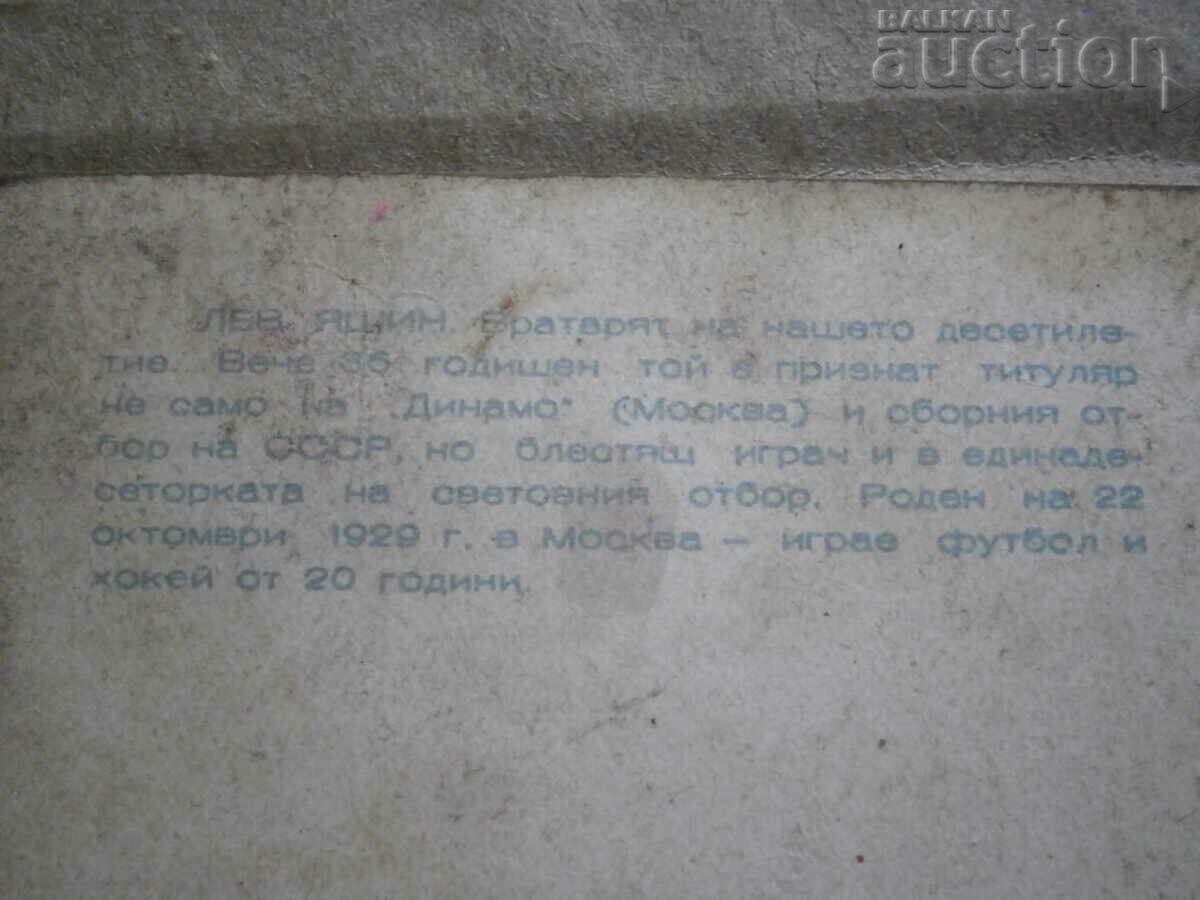 BALKAN
auction
ЛЕВ ЯШИН. Вратарят на нашето десетиле-
тие. Вече 36 годишен той е признат титуляр
не само на „Динамо“ (Москва) и сборния от-
бор на СССР, но блестящ играч и в единаде-
сеторката на световния отбор. Роден на 22
октомври 1929 г. в Москва — играе футбол и
хокей от 20 години.